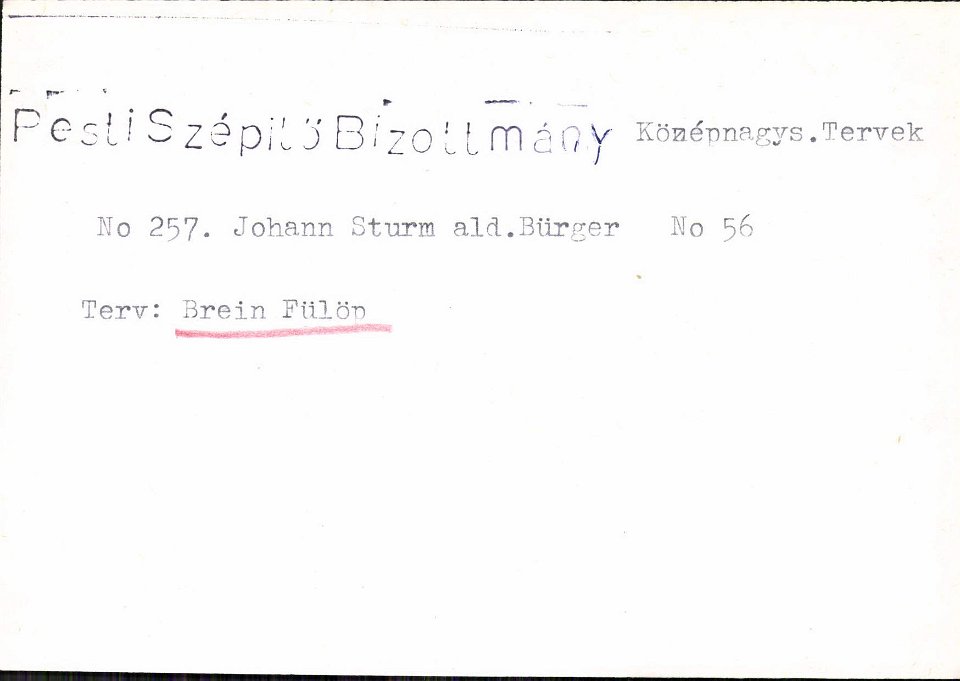 Pesti Szépitő Bizottmány Középnagys.Tervek
No 257. Johann Sturm ald.Bürger No 56
Terv: Brein Fülöp